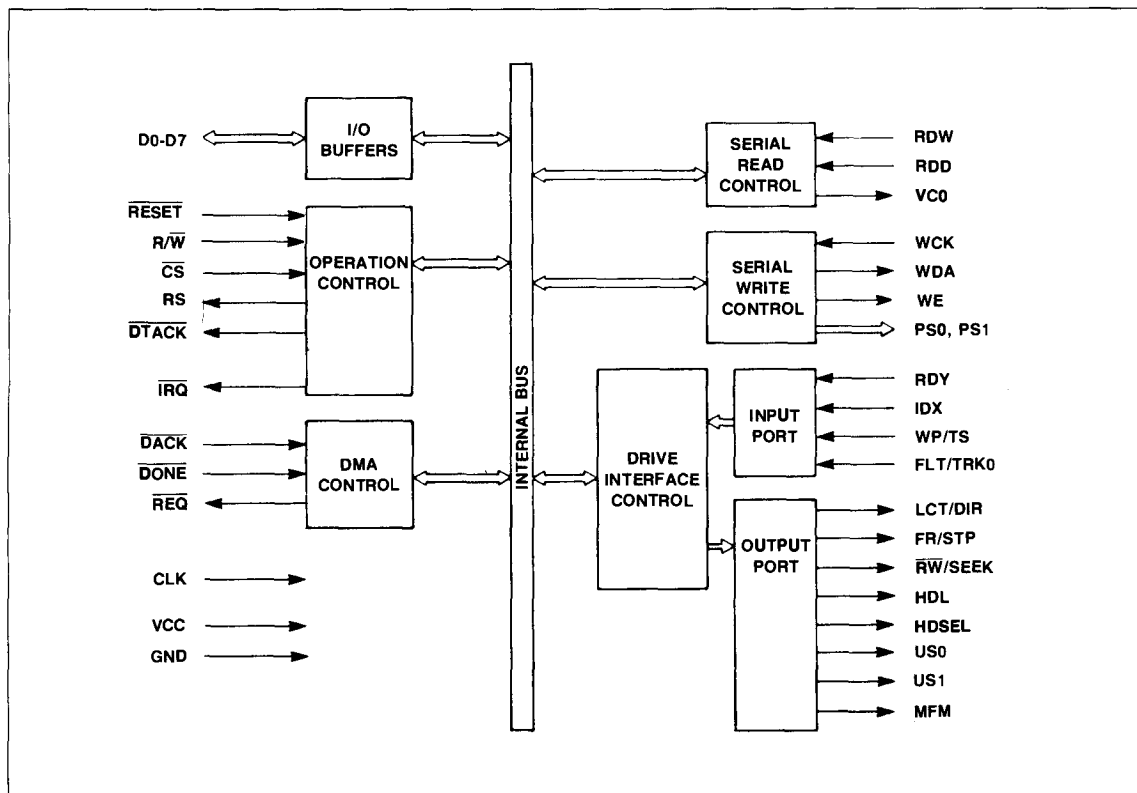 D0-D7
RESET
R/W
CS
RS
DTACK
IRQ
DACK
DONE
REQ
CLK
VCC
GND
I/O
BUFFERS
OPERATION
CONTROL
DMA
CONTROL
INTERNAL BUS
DRIVE
INTERFACE
CONTROL
SERIAL
READ
CONTROL
SERIAL
WRITE
CONTROL
INPUT
PORT
OUTPUT
PORT
RDW
RDD
VC0
WCK
WDA
WE
PS0, PS1
RDY
IDX
WP/TS
FLT/TRK0
LCT/DIR
FR/STP
RW/SEEK
HDL
HDSEL
US0
US1
MFM